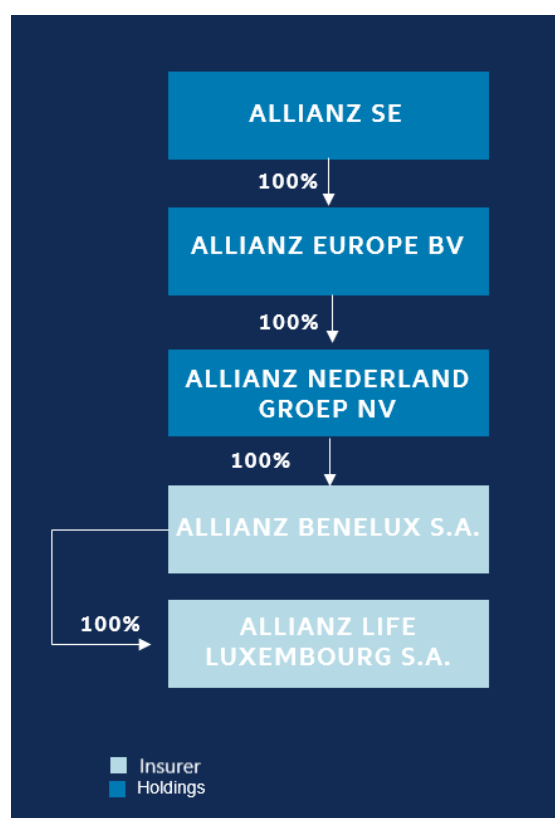 ALLIANZ SE
100%
ALLIANZ EUROPE BV
100%
ALLIANZ NEDERLAND
GROEP NV
100%
ALLIANZ BENELUX S.A.
100%
ALLIANZ LIFE
LUXEMBOURG S.A.
Insurer
Holdings